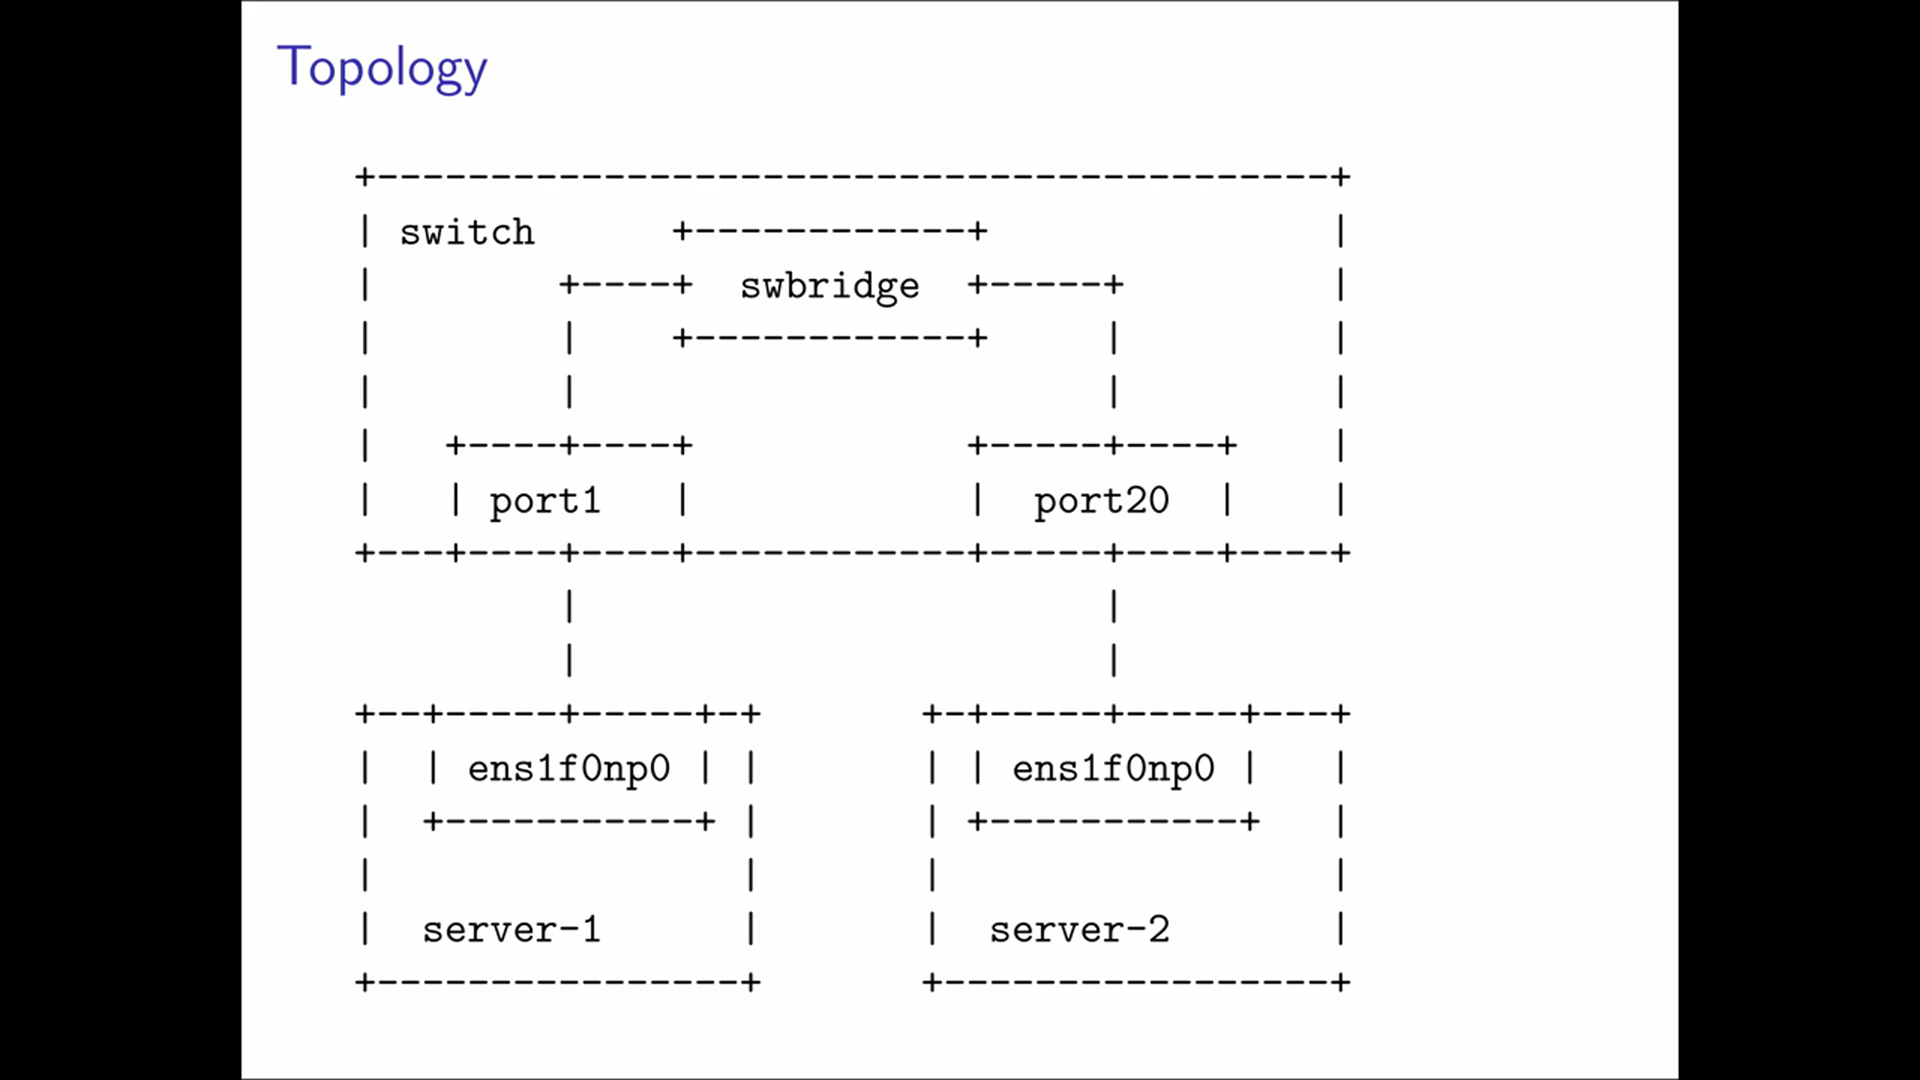 Topology
+------------------------------------------+
| switch      +------------+               |
|        +-----+  swbridge  +------+         |
|        |    +------------+     |         |
|        |                       |         |
|   +----+----+            +-----+----+    |
|   | port1   |            |  port20  |    |
+---+----+----+------------+-----+----+----+
|                       |
|                       |
+--+-----+-----+-+       +-+-----+-----+---+
|  | ens1f0np0 | |       | | ens1f0np0 |   |
|  +-----------+ |       | +-----------+   |
|                |       |                 |
|  server-1      |       |  server-2       |
+----------------+       +-----------------+